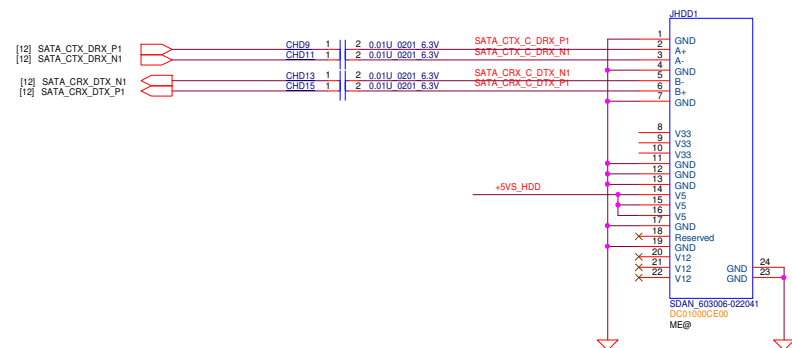 JHDD1
1 GND
[12] SATA_CTX_DRX_P1 CHD9 1 2 0.01U_0201_6.3V SATA_CTX_C_DRX_P1 2 A+
[12] SATA_CTX_DRX_N1 CHD11 1 2 0.01U_0201_6.3V SATA_CTX_C_DRX_N1 3 A-
4 GND
[12] SATA_CRX_DTX_N1 CHD13 1 2 0.01U_0201_6.3V SATA_CRX_C_DTX_N1 5 B-
[12] SATA_CRX_DTX_P1 CHD15 1 2 0.01U_0201_6.3V SATA_CRX_C_DTX_P1 6 B+
7 GND
8 V33
9 V33
10 V33
11 GND
12 GND
13 GND
+5VS_HDD 14 V5
15 V5
16 V5
17 GND
18 Reserved
19 GND
20 V12
21 V12 GND 24
22 V12 GND 23
SDAN_603006-022041
DC01000CE00
ME@